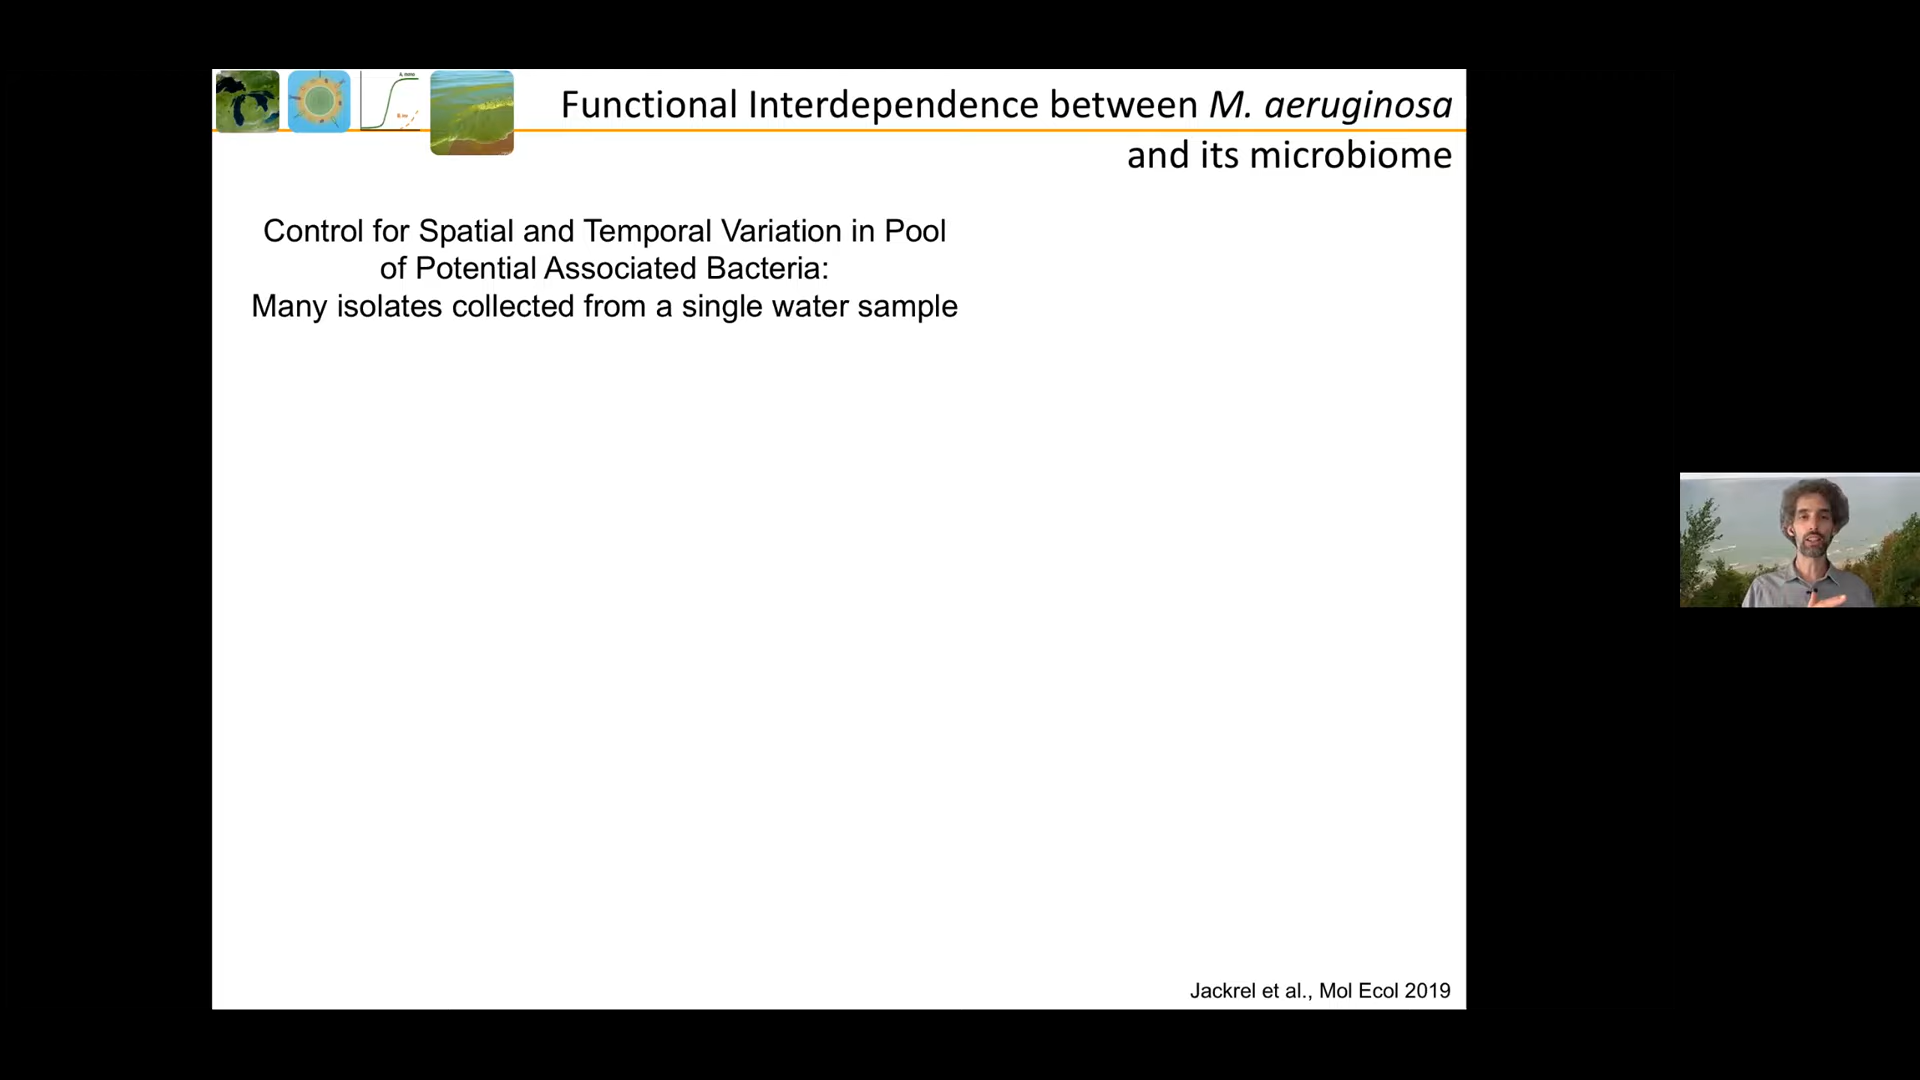 Functional Interdependence between M. aeruginosa
and its microbiome
Control for Spatial and Temporal Variation in Pool
of Potential Associated Bacteria:
Many isolates collected from a single water sample
Jackrel et al., Mol Ecol 2019